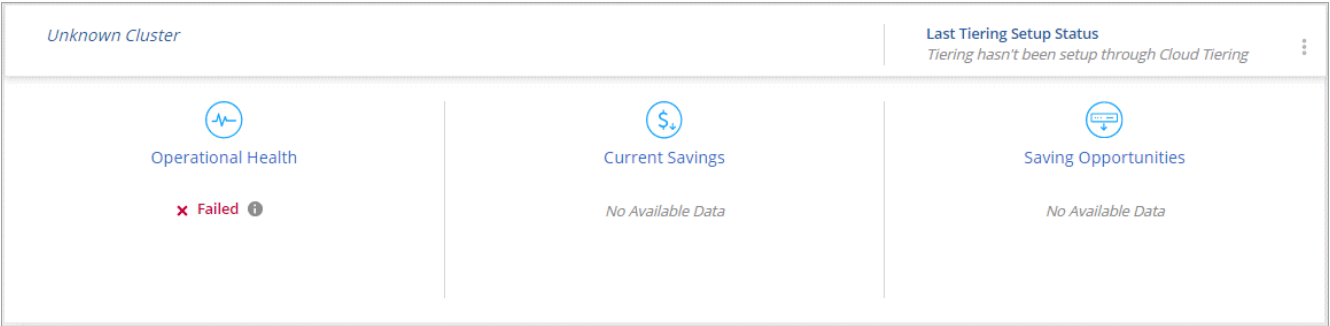 Unknown Cluster
Last Tiering Setup Status
Tiering hasn't been setup through Cloud Tiering
Operational Health
Failed
Current Savings
No Available Data
Saving Opportunities
No Available Data